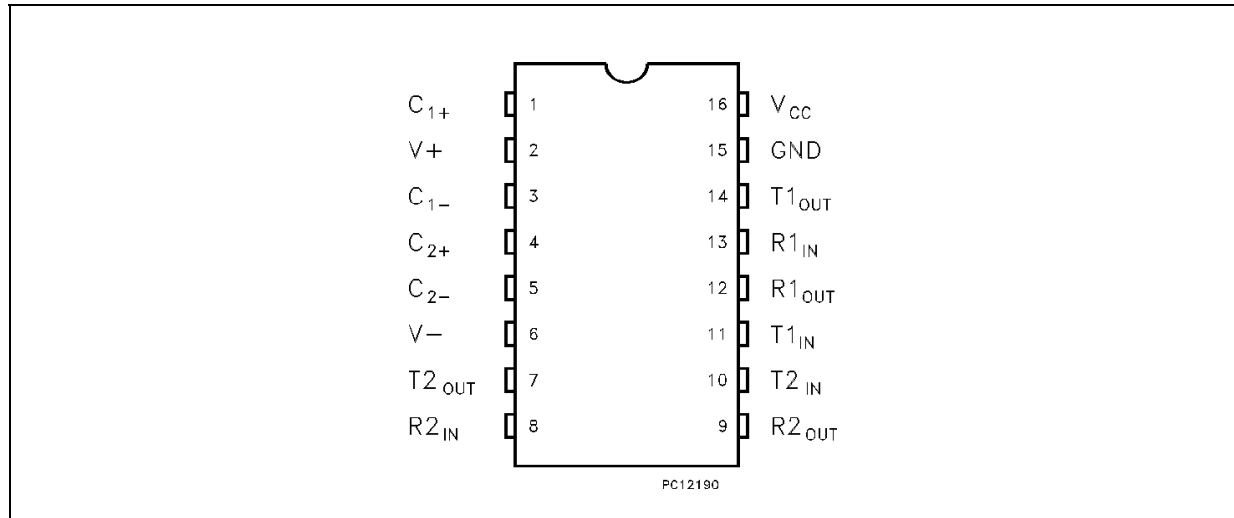 C1+ 1 16 VCC
V+ 2 15 GND
C1− 3 14 T1OUT
C2+ 4 13 R1IN
C2− 5 12 R1OUT
V− 6 11 T1IN
T2OUT 7 10 T2IN
R2IN 8 9 R2OUT
PC12190